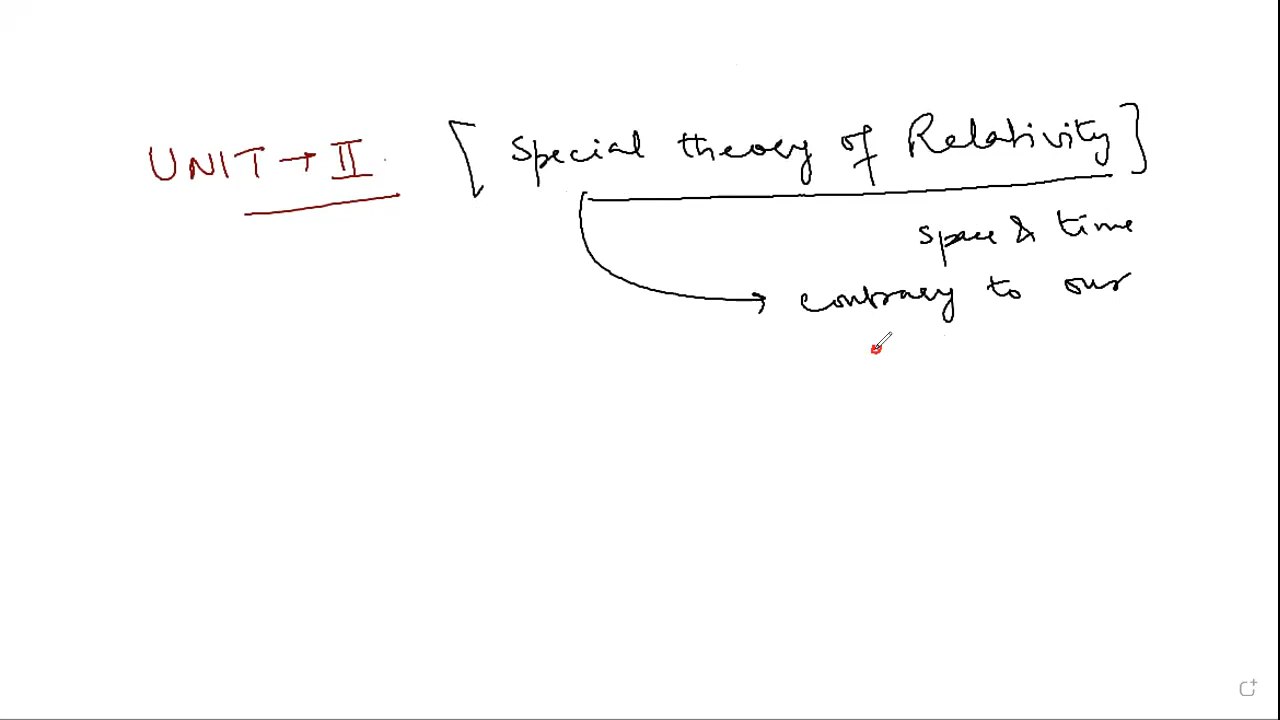 UNIT → II [Special theory of Relativity]
space & time
→ contrary to our